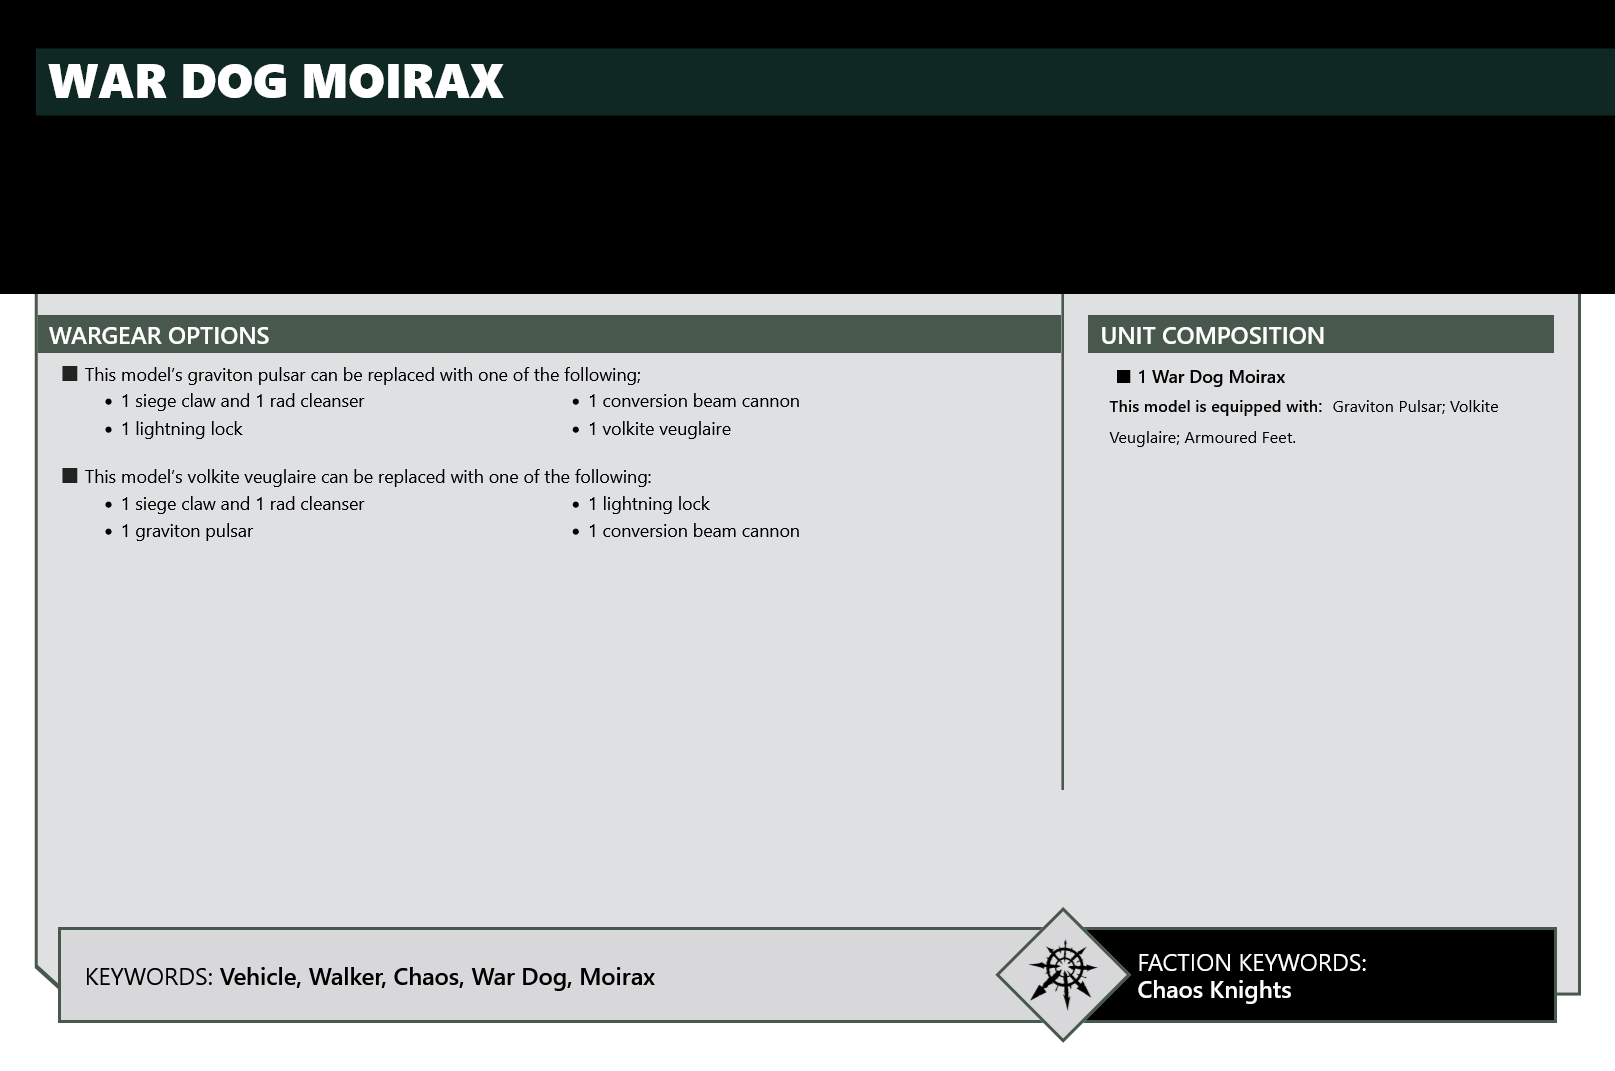 WAR DOG MOIRAX
WARGEAR OPTIONS
■ This model's graviton pulsar can be replaced with one of the following;
• 1 siege claw and 1 rad cleanser
• 1 lightning lock
• 1 conversion beam cannon
• 1 volkite veuglaire
■ This model's volkite veuglaire can be replaced with one of the following:
• 1 siege claw and 1 rad cleanser
• 1 graviton pulsar
• 1 lightning lock
• 1 conversion beam cannon
UNIT COMPOSITION
■ 1 War Dog Moirax
This model is equipped with: Graviton Pulsar; Volkite
Veuglaire; Armoured Feet.
KEYWORDS: Vehicle, Walker, Chaos, War Dog, Moirax
FACTION KEYWORDS:
Chaos Knights